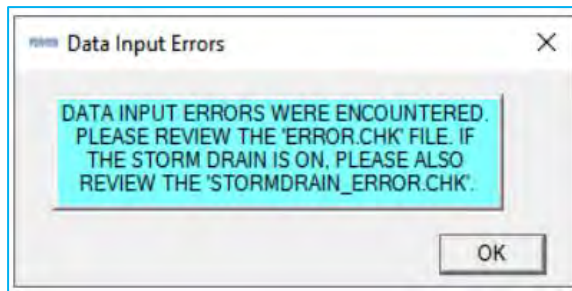 Data Input Errors
DATA INPUT ERRORS WERE ENCOUNTERED.
PLEASE REVIEW THE 'ERROR.CHK' FILE. IF
THE STORM DRAIN IS ON, PLEASE ALSO
REVIEW THE 'STORMDRAIN_ERROR.CHK'.
OK